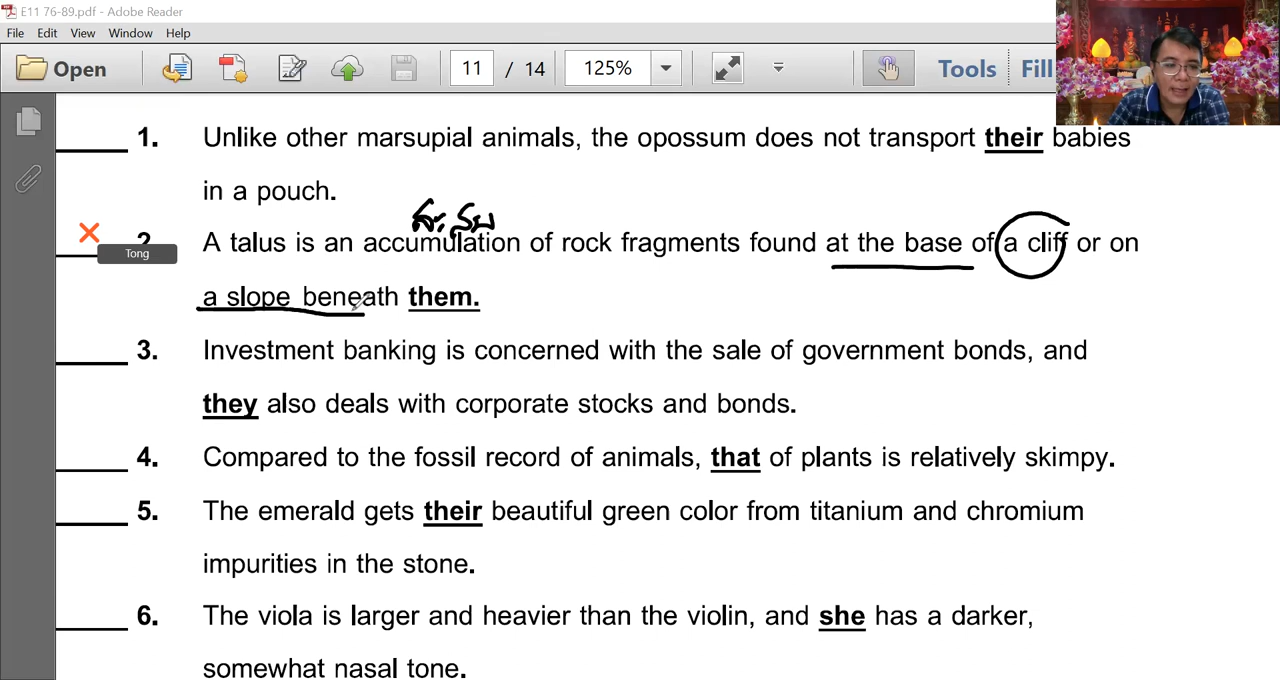 E11 76-89.pdf - Adobe Reader
File Edit View Window Help
Open 11 / 14 125% Tools Fill
1. Unlike other marsupial animals, the opossum does not transport their babies
in a pouch.
สะสม
2 A talus is an accumulation of rock fragments found at the base of a cliff or on
Tong
a slope beneath them.
3. Investment banking is concerned with the sale of government bonds, and
they also deals with corporate stocks and bonds.
4. Compared to the fossil record of animals, that of plants is relatively skimpy.
5. The emerald gets their beautiful green color from titanium and chromium
impurities in the stone.
6. The viola is larger and heavier than the violin, and she has a darker,
somewhat nasal tone.